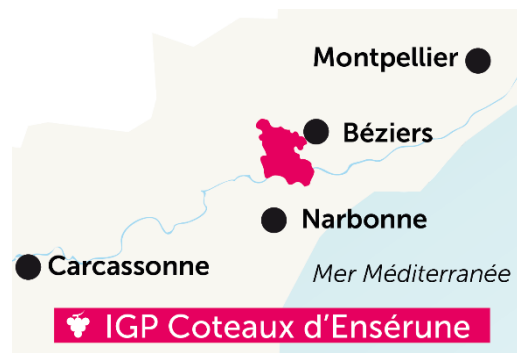 Montpellier
Béziers
Narbonne
Carcassonne
Mer Méditerranée
IGP Coteaux d'Ensérune